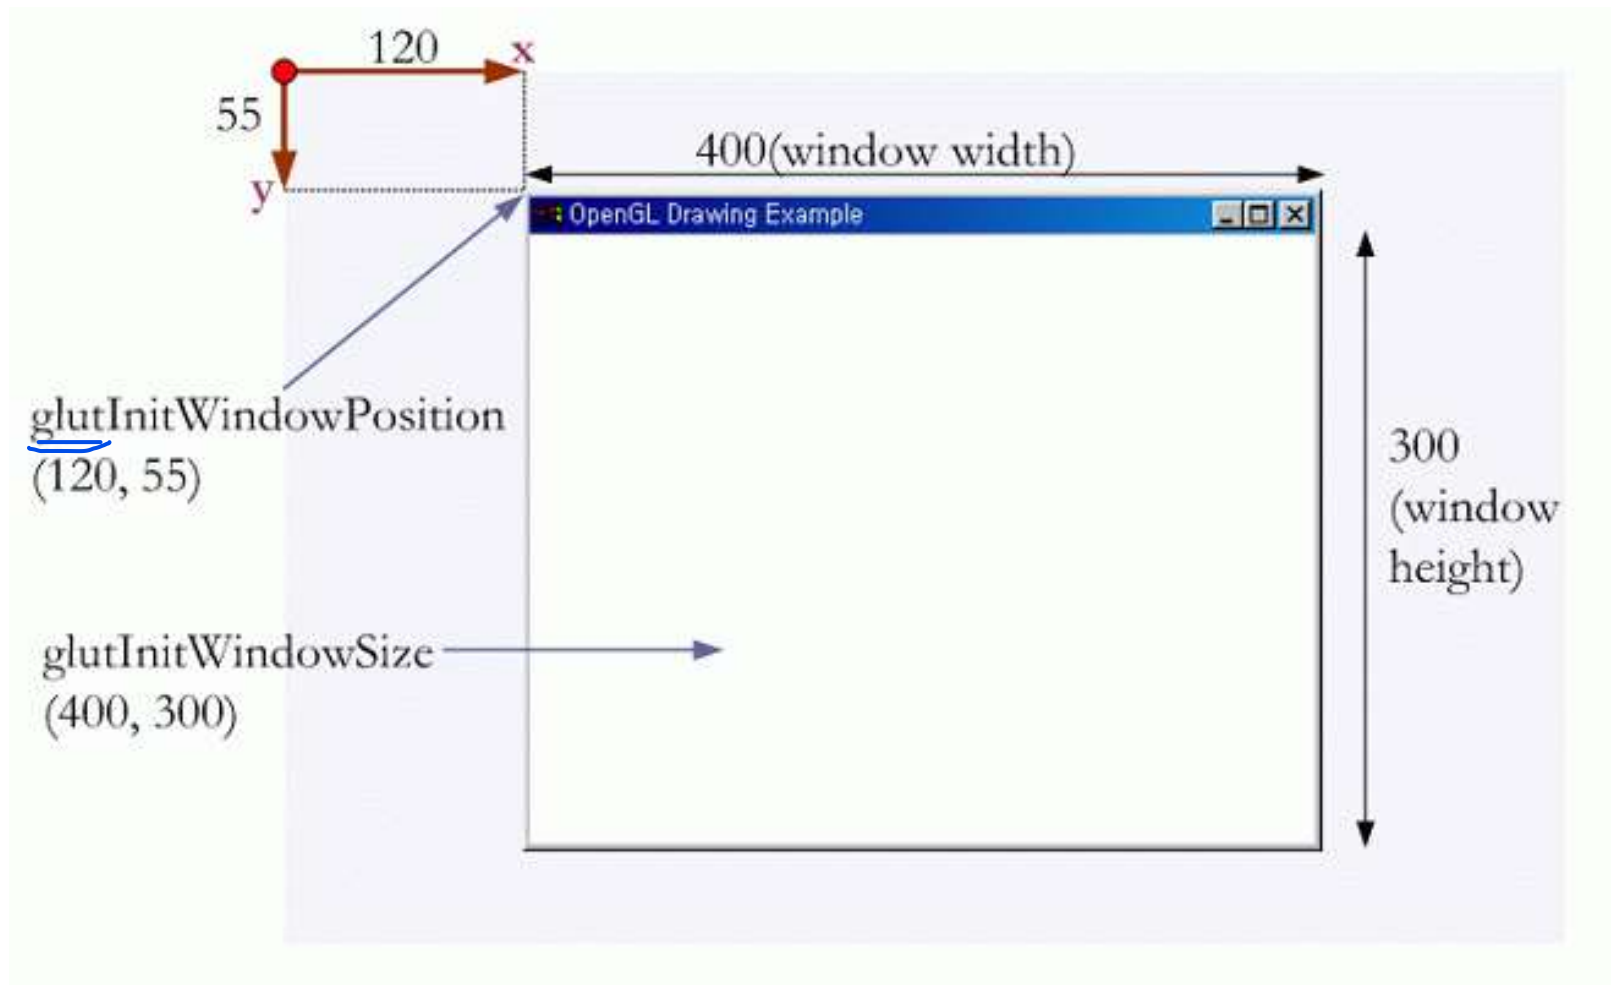 120 x
55
y
400(window width)
OpenGL Drawing Example
glutInitWindowPosition
(120, 55)
300
(window
height)
glutInitWindowSize
(400, 300)